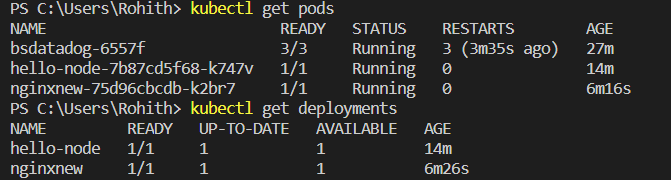 PS C:\Users\Rohith> kubectl get pods
NAME READY STATUS RESTARTS AGE
bsdatadog-6557f 3/3 Running 3 (3m35s ago) 27m
hello-node-7b87cd5f68-k747v 1/1 Running 0 14m
nginxnew-75d96cbcdb-k2br7 1/1 Running 0 6m16s
PS C:\Users\Rohith> kubectl get deployments
NAME READY UP-TO-DATE AVAILABLE AGE
hello-node 1/1 1 1 14m
nginxnew 1/1 1 1 6m26s